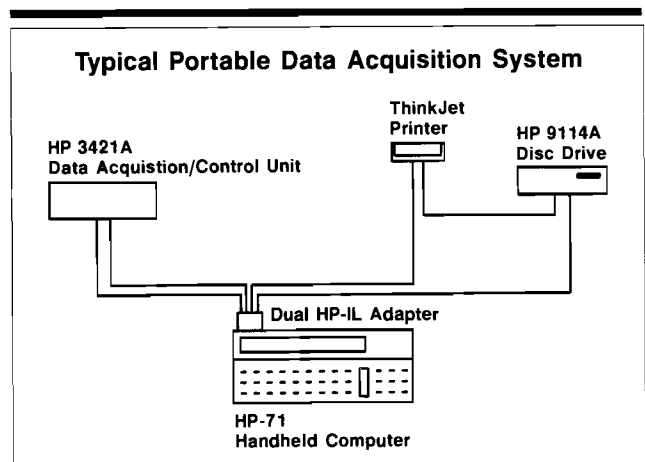 Typical Portable Data Acquisition System
ThinkJet
Printer
HP 3421A
Data Acquistion/Control Unit
HP 9114A
Disc Drive
Dual HP-IL Adapter
HP-71
Handheld Computer